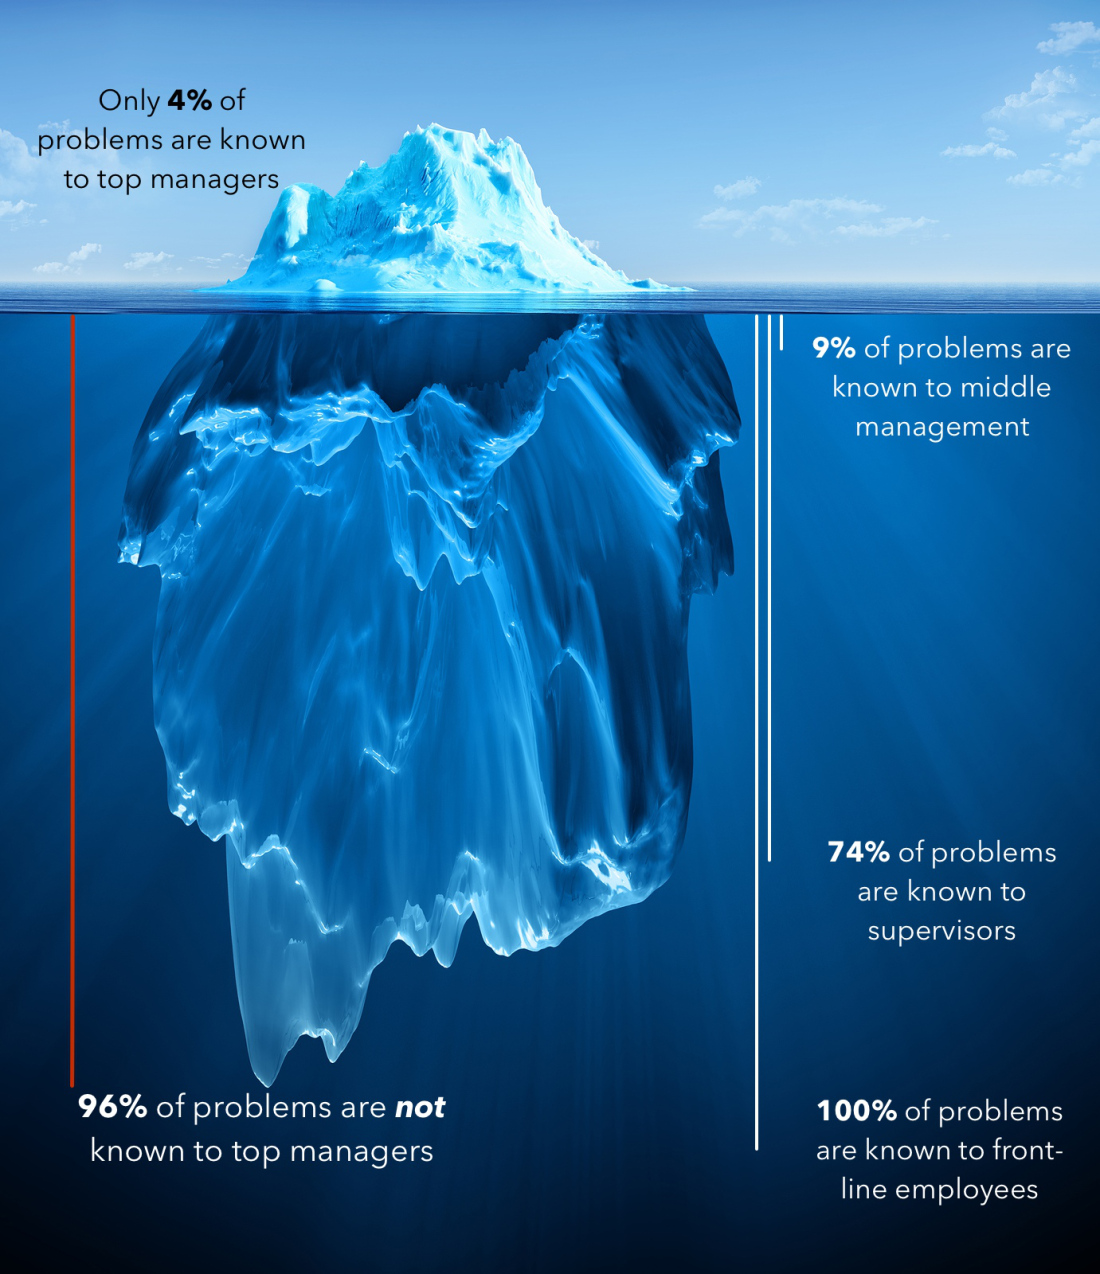 Only 4% of
problems are known
to top managers
9% of problems are
known to middle
management
74% of problems
are known to
supervisors
96% of problems are not
known to top managers
100% of problems
are known to front-
line employees